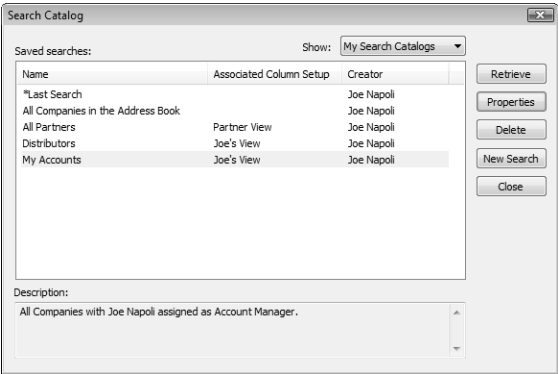 Search Catalog
Saved searches:
Show: My Search Catalogs
Name Associated Column Setup Creator
*Last Search Joe Napoli
All Companies in the Address Book Joe Napoli
All Partners Partner View Joe Napoli
Distributors Joe's View Joe Napoli
My Accounts Joe's View Joe Napoli
Retrieve
Properties
Delete
New Search
Close
Description:
All Companies with Joe Napoli assigned as Account Manager.